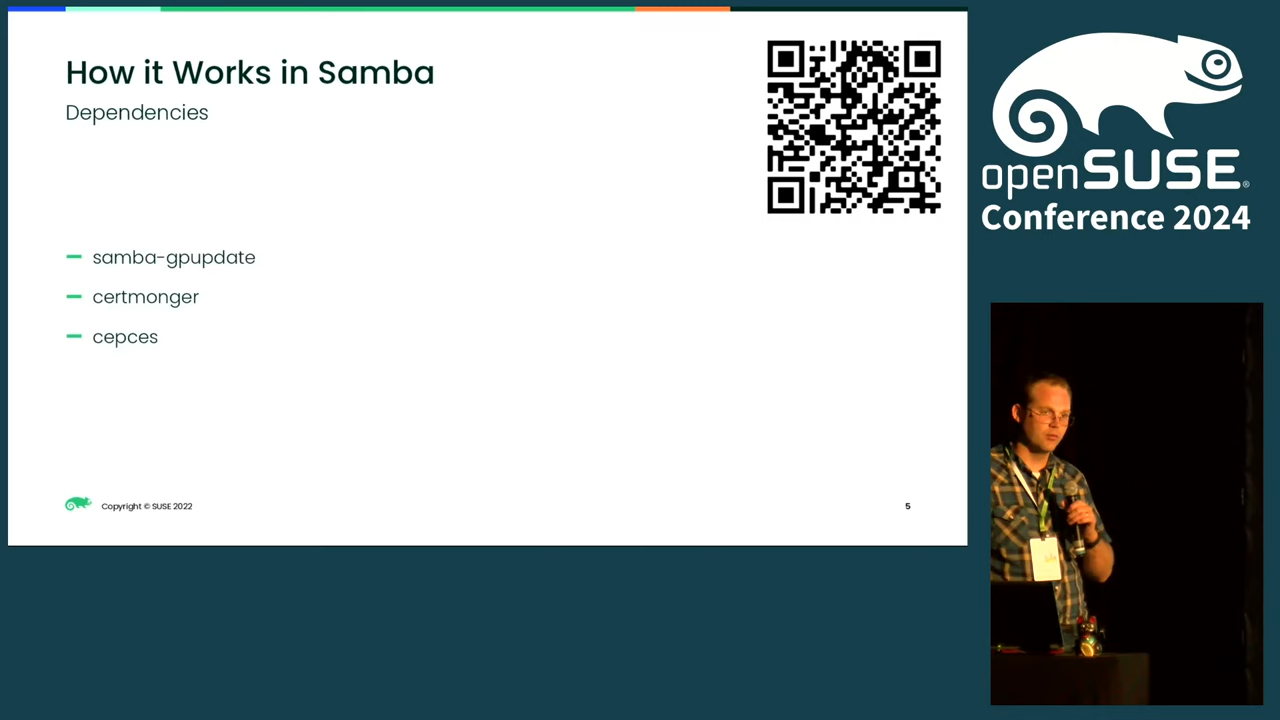 How it Works in Samba
Dependencies
samba-gpupdate
certmonger
cepces
Copyright © SUSE 2022
5
openSUSE®
Conference 2024